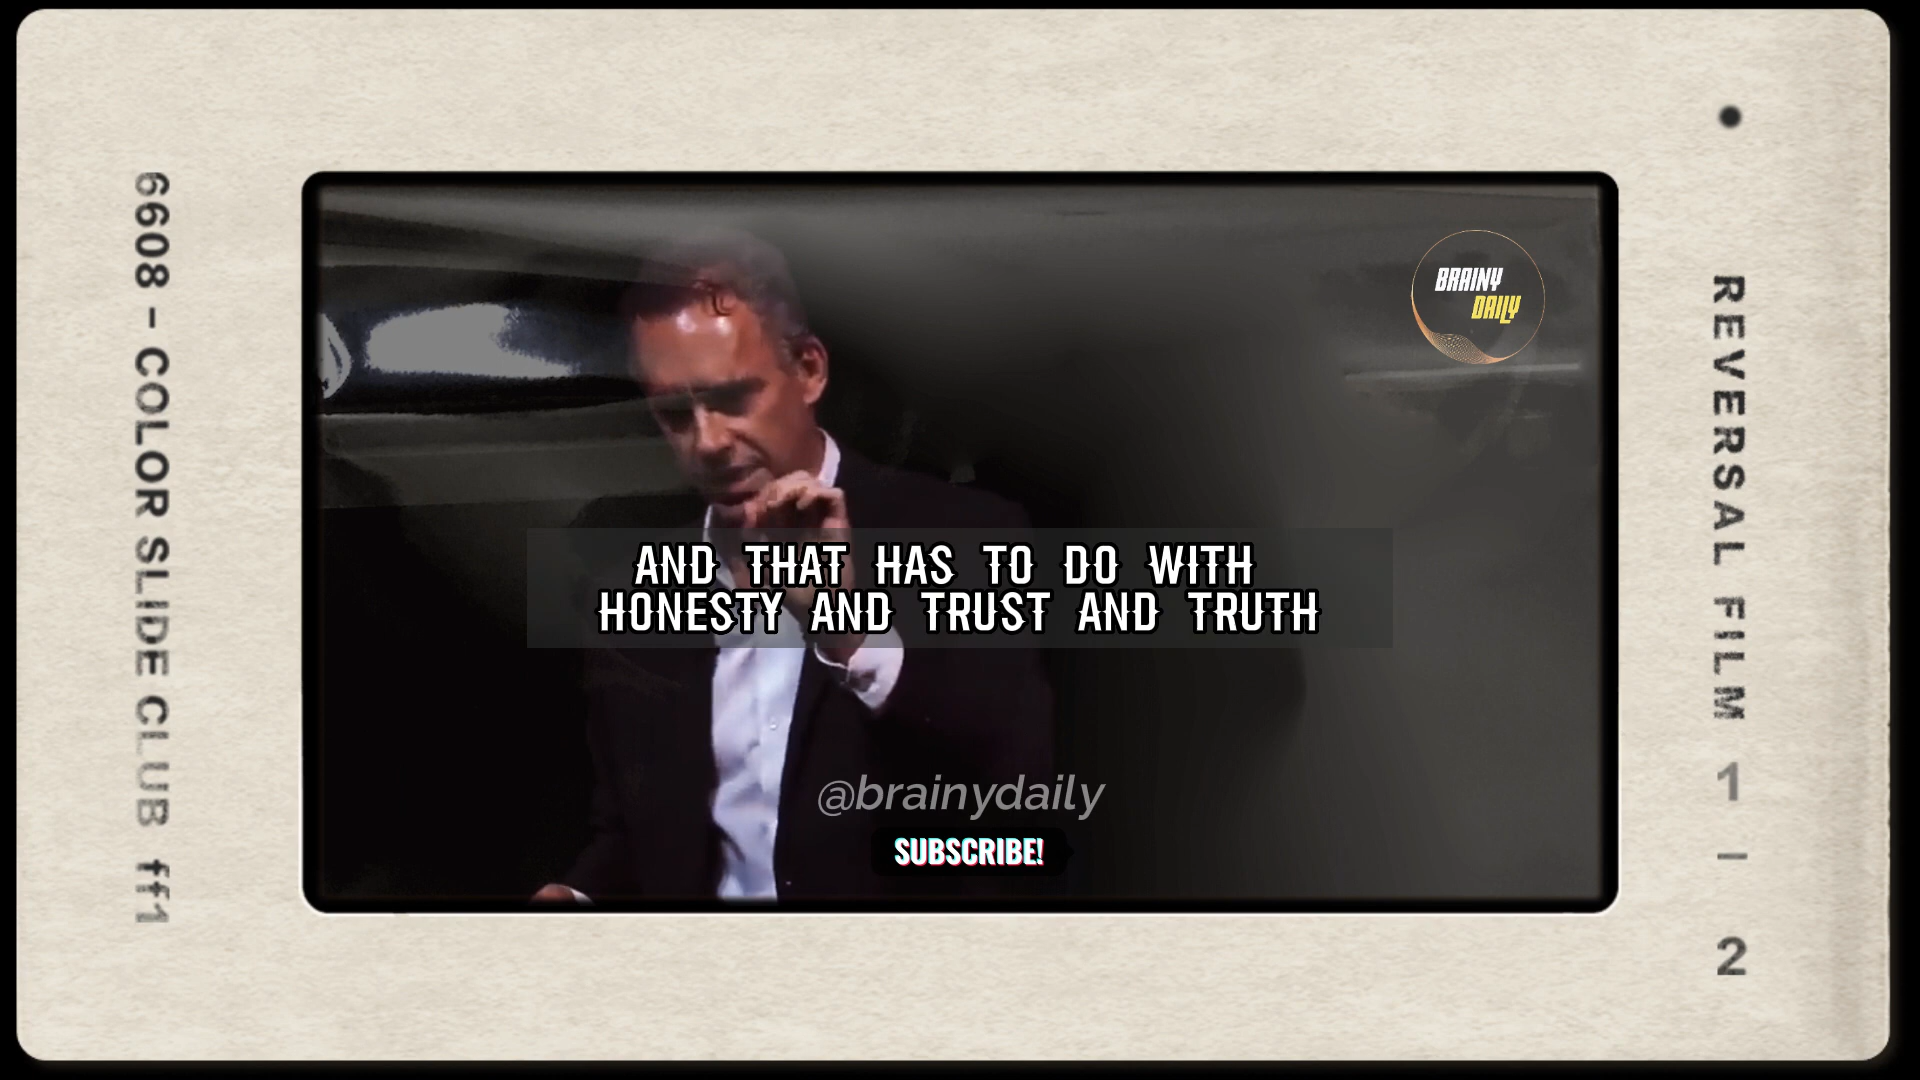 6608 - COLOR SLIDE CLUB ff1
BRAINY
DAILY
AND THAT HAS TO DO WITH
HONESTY AND TRUST AND TRUTH
@brainydaily
SUBSCRIBE!
REVERSAL FILM 1 - 2